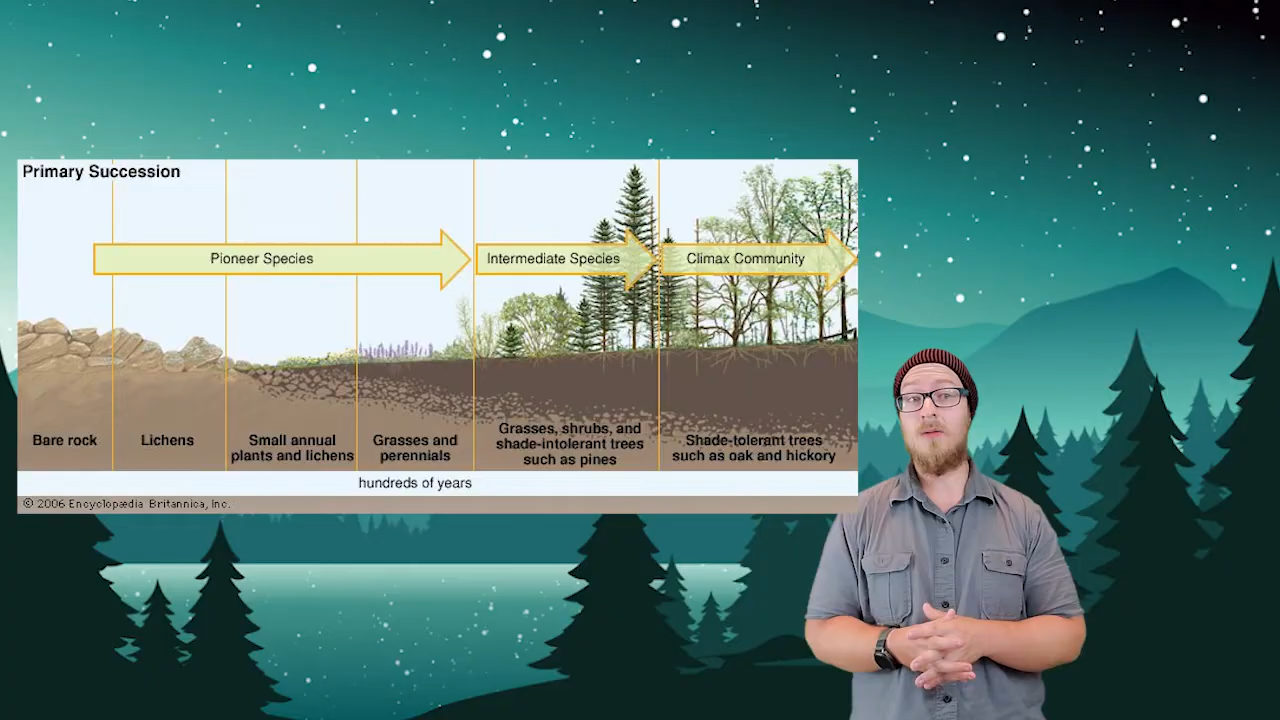 Primary Succession
Pioneer Species
Intermediate Species
Climax Community
Bare rock
Lichens
Small annual
plants and lichens
Grasses and
perennials
Grasses, shrubs, and
shade-intolerant trees
such as pines
Shade-tolerant trees
such as oak and hickory
hundreds of years
© 2006 Encyclopædia Britannica, Inc.